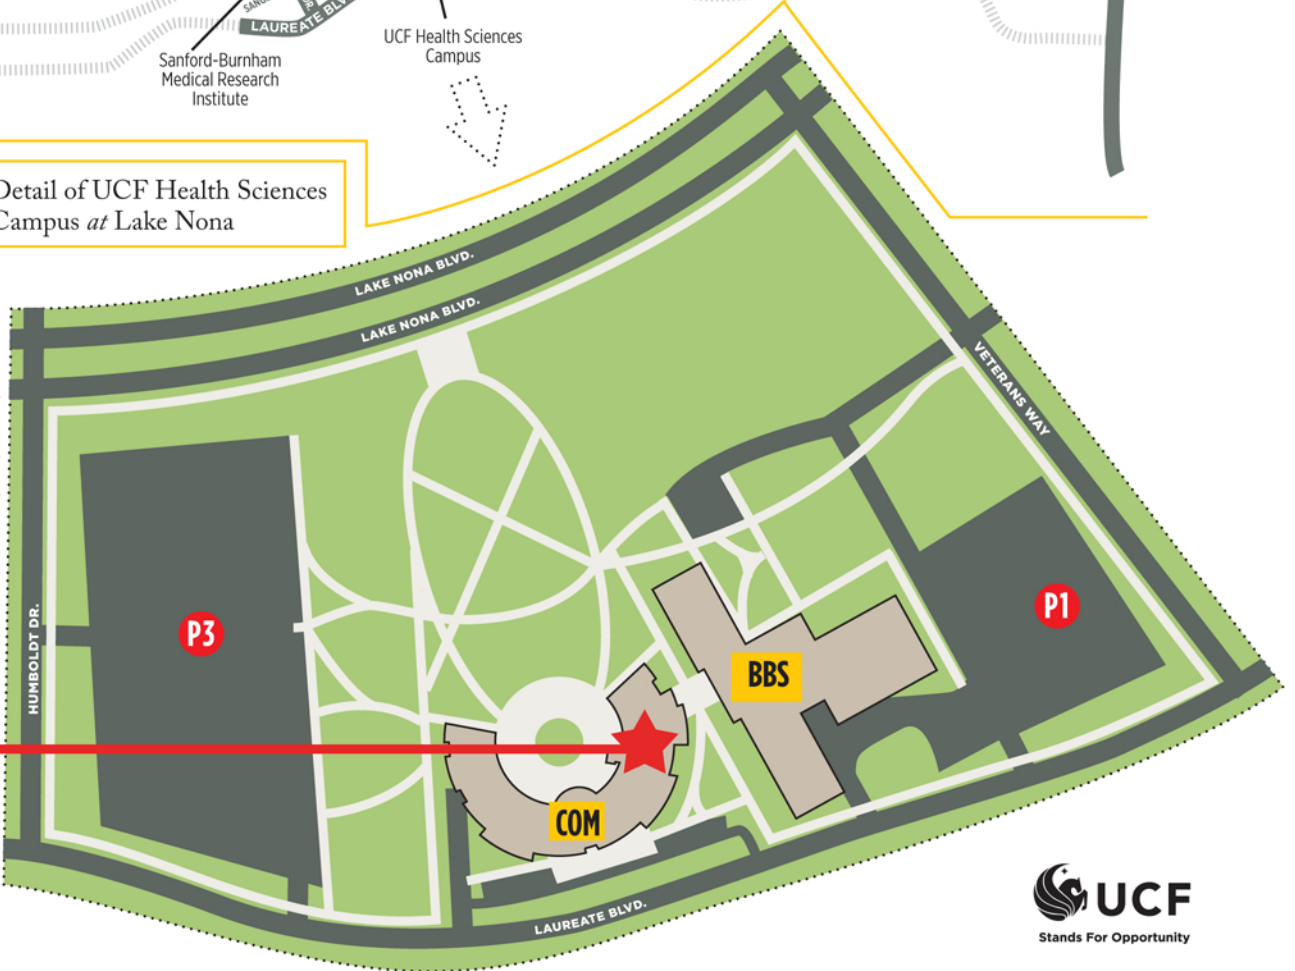 LAUREATE BLV
Sanford-Burnham
Medical Research
Institute
UCF Health Sciences
Campus
Detail of UCF Health Sciences
Campus at Lake Nona
LAKE NONA BLVD.
LAKE NONA BLVD.
VETERANS WAY
HUMBOLDT DR.
P3
P1
BBS
COM
LAUREATE BLVD.
UCF
Stands For Opportunity